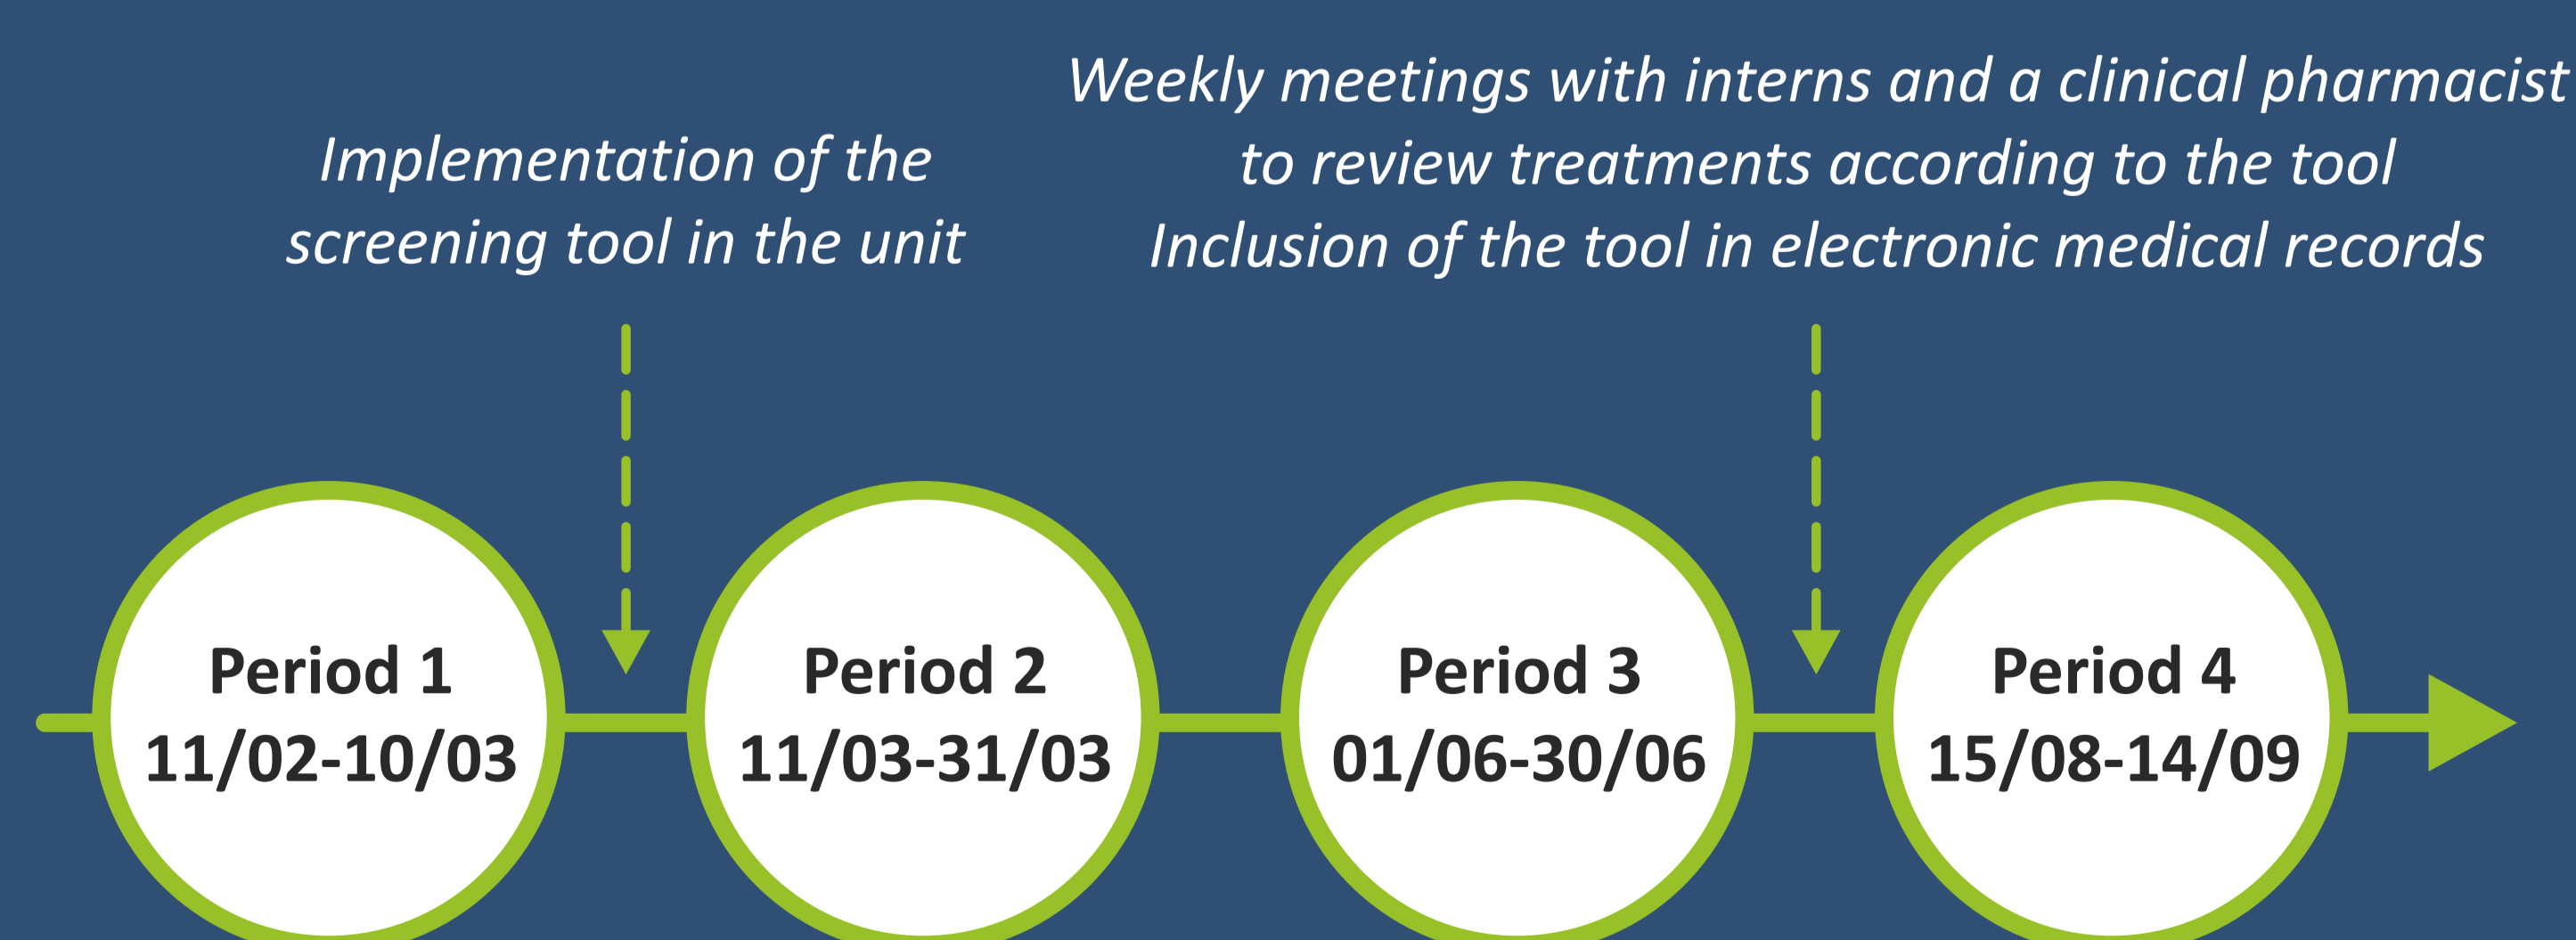 Weekly meetings with interns and a clinical pharmacist
to review treatments according to the tool
Inclusion of the tool in electronic medical records
Implementation of the
screening tool in the unit
Period 1
11/02-10/03
Period 2
11/03-31/03
Period 3
01/06-30/06
Period 4
15/08-14/09